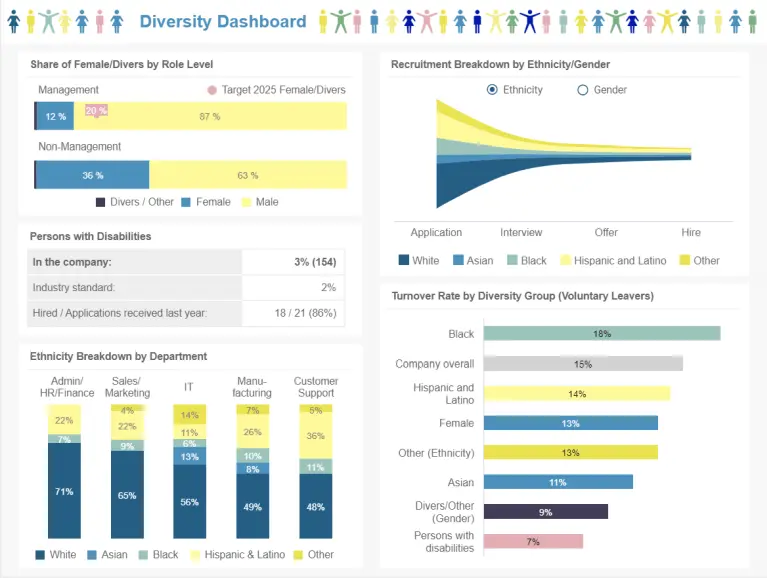 Diversity Dashboard
Share of Female/Divers by Role Level
Management
Target 2025 Female/Divers
12 %
20 %
87 %
Non-Management
36 %
63 %
Divers / Other
Female
Male
Persons with Disabilities
In the company:
3% (154)
Industry standard:
2%
Hired / Applications received last year:
18 / 21 (86%)
Ethnicity Breakdown by Department
Admin/
HR/Finance
Sales/
Marketing
IT
Manu-
facturing
Customer
Support
22%
7%
71%
4%
22%
9%
65%
14%
11%
6%
13%
56%
7%
26%
10%
8%
49%
5%
36%
11%
48%
White
Asian
Black
Hispanic & Latino
Other
Recruitment Breakdown by Ethnicity/Gender
Ethnicity
Gender
Application
Interview
Offer
Hire
White
Asian
Black
Hispanic and Latino
Other
Turnover Rate by Diversity Group (Voluntary Leavers)
Black
18%
Company overall
15%
Hispanic and
Latino
14%
Female
13%
Other (Ethnicity)
13%
Asian
11%
Divers/Other
(Gender)
9%
Persons with
disabilities
7%